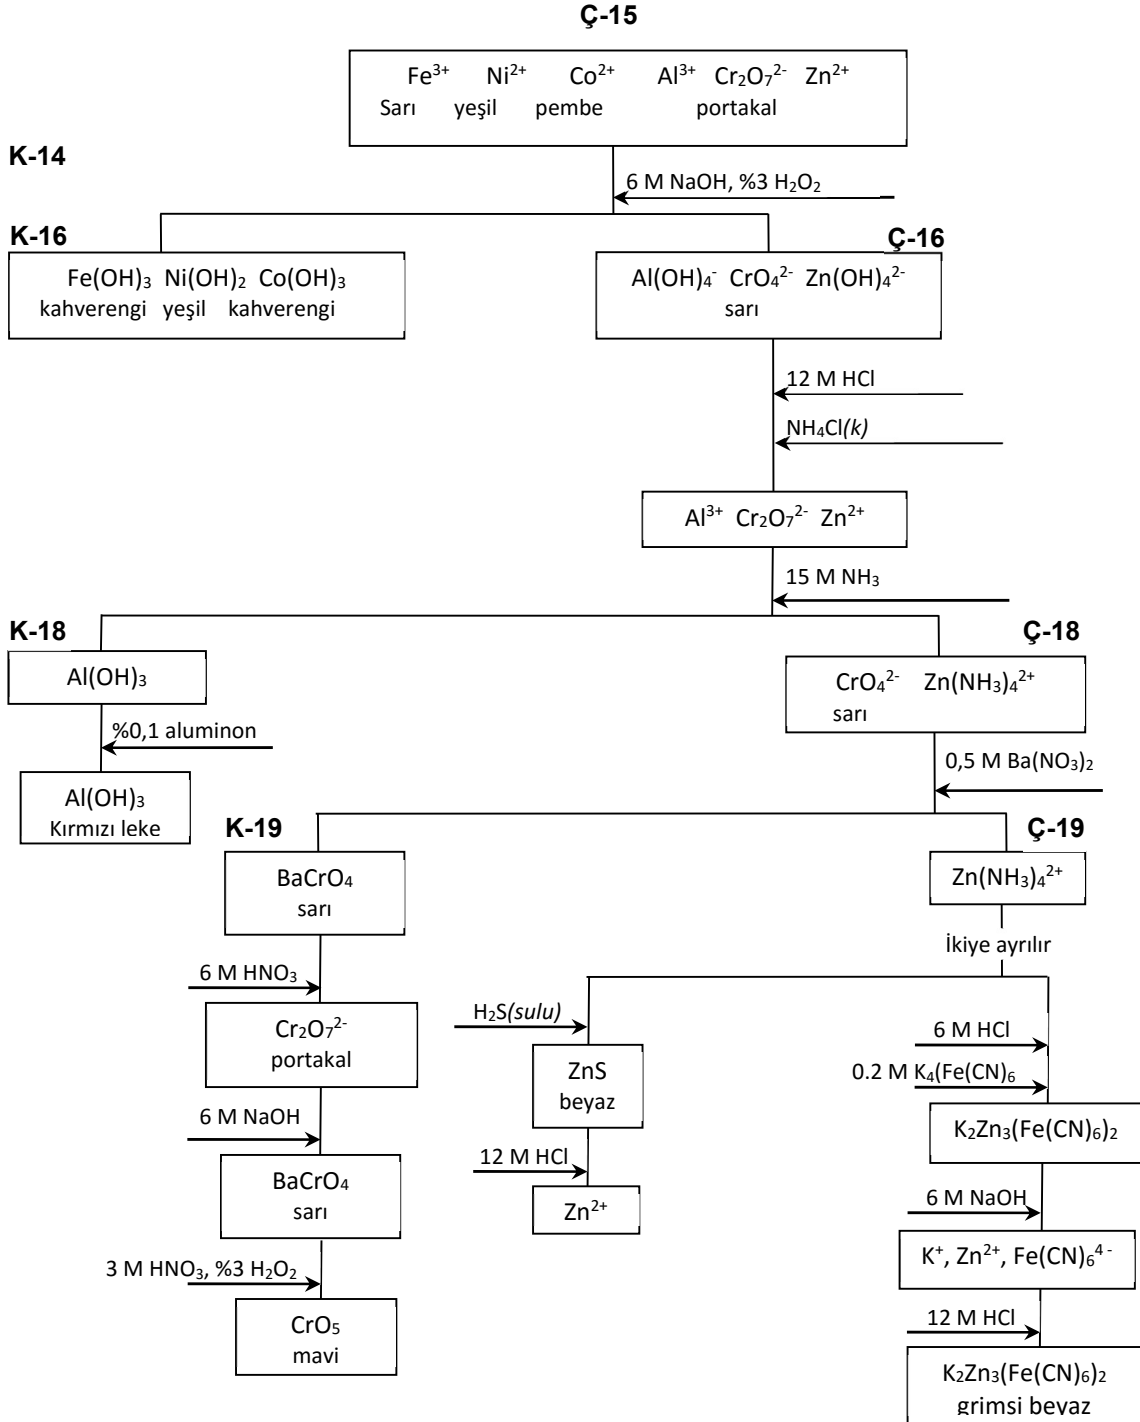 Ç-15
Fe³⁺ Ni²⁺ Co²⁺ Al³⁺ Cr₂O₇²⁻ Zn²⁺
Sarı yeşil pembe portakal
K-14
6 M NaOH, %3 H₂O₂
K-16
Ç-16
Fe(OH)₃ Ni(OH)₂ Co(OH)₃
kahverengi yeşil kahverengi
Al(OH)₄⁻ CrO₄²⁻ Zn(OH)₄²⁻
sarı
12 M HCl
NH₄Cl(k)
Al³⁺ Cr₂O₇²⁻ Zn²⁺
15 M NH₃
K-18
Ç-18
Al(OH)₃
CrO₄²⁻ Zn(NH₃)₄²⁺
sarı
%0,1 aluminon
0,5 M Ba(NO₃)₂
Al(OH)₃
Kırmızı leke
K-19
Ç-19
BaCrO₄
sarı
Zn(NH₃)₄²⁺
İkiye ayrılır
6 M HNO₃
H₂S(sulu)
Cr₂O₇²⁻
portakal
6 M HCl
0.2 M K₄(Fe(CN)₆
ZnS
beyaz
K₂Zn₃(Fe(CN)₆)₂
6 M NaOH
12 M HCl
BaCrO₄
sarı
Zn²⁺
6 M NaOH
K⁺, Zn²⁺, Fe(CN)₆⁴⁻
3 M HNO₃, %3 H₂O₂
12 M HCl
CrO₅
mavi
K₂Zn₃(Fe(CN)₆)₂
grimsi beyaz